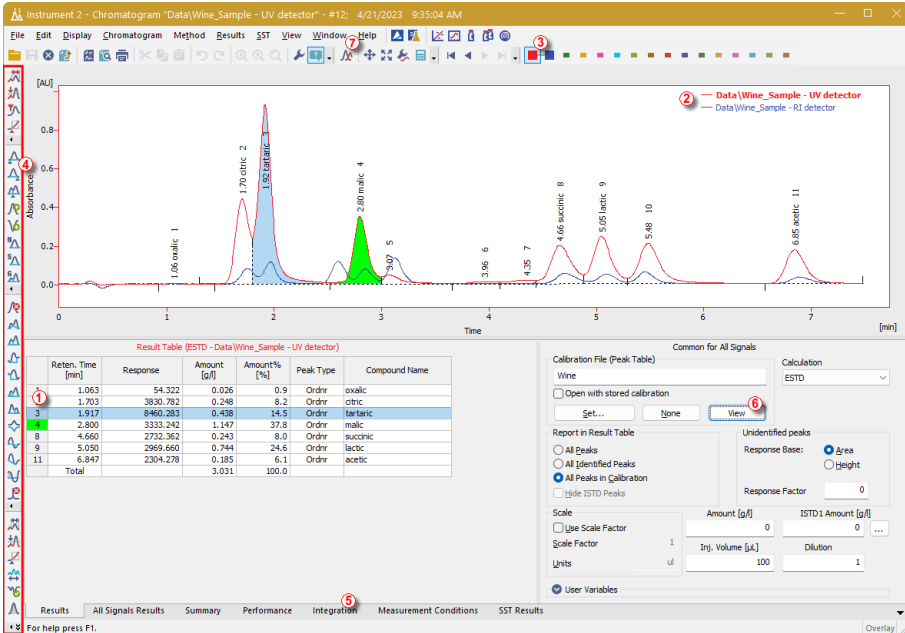 Instrument 2 - Chromatogram "Data\Wine_Sample - UV detector" - #12; 4/21/2023 9:35:04 AM
File Edit Display Chromatogram Method Results SST View Window Help
7
3
[AU]
2
Data\Wine_Sample - UV detector
Data\Wine_Sample - RI detector
4
Absorbance
0.8
0.6
0.4
0.2
0.0
1.06 oxalic 1
1.70 citric 2
1.92 tartaric 3
2.80 malic 4
3.07 5
3.96 6
4.35 7
4.66 succinic 8
5.05 lactic 9
5.48 10
6.85 acetic 11
0 1 2 3 4 5 6 7
Time
[min]
Result Table (ESTD - Data\Wine_Sample - UV detector)
Reten. Time [min] Response Amount [g/l] Amount% [%] Peak Type Compound Name
1 1.063 54.322 0.026 0.9 Ordnr oxalic
1.703 3830.782 0.248 8.2 Ordnr citric
3 1.917 8460.283 0.438 14.5 Ordnr tartaric
4 2.800 3333.242 1.147 37.8 Ordnr malic
8 4.660 2732.362 0.243 8.0 Ordnr succinic
9 5.050 2969.660 0.744 24.6 Ordnr lactic
11 6.847 2304.278 0.185 6.1 Ordnr acetic
Total 3.031 100.0
Common for All Signals
Calibration File (Peak Table)
Wine
Open with stored calibration
Set... None View
6
Calculation
ESTD
Report in Result Table
All Peaks
All Identified Peaks
All Peaks in Calibration
Hide ISTD Peaks
Unidentified peaks
Response Base: Area
Height
Response Factor 0
Scale
Use Scale Factor
Scale Factor 1
Units ul
Amount [g/l] ISTD1 Amount [g/l]
0 0 ...
Inj. Volume [µL] Dilution
100 1
User Variables
5
Results All Signals Results Summary Performance Integration Measurement Conditions SST Results
For help press F1.
Overlay